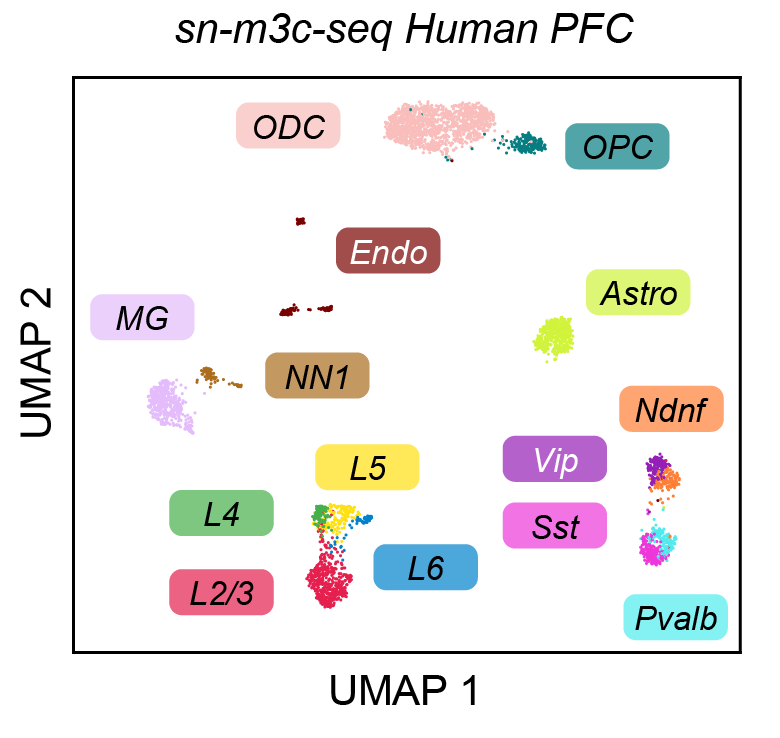 sn-m3c-seq Human PFC
ODC
OPC
Endo
Astro
MG
NN1
Ndnf
L5
Vip
L4
Sst
L6
L2/3
Pvalb
UMAP 2
UMAP 1